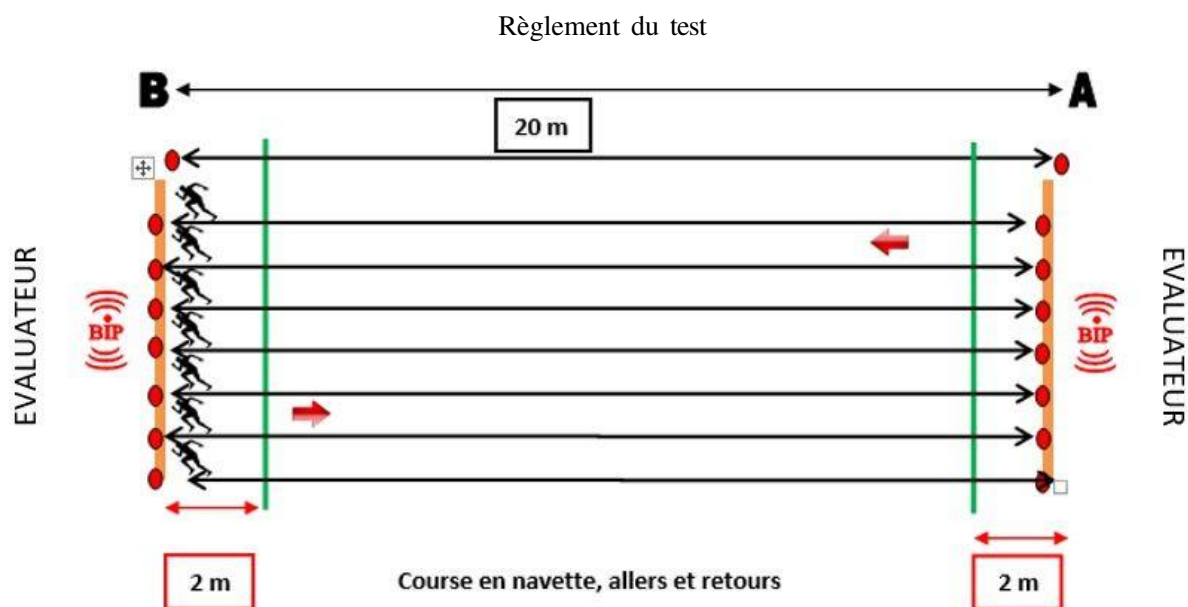 Règlement du test
B
A
20 m
EVALUATEUR
BIP
BIP
EVALUATEUR
2 m
Course en navette, allers et retours
2 m